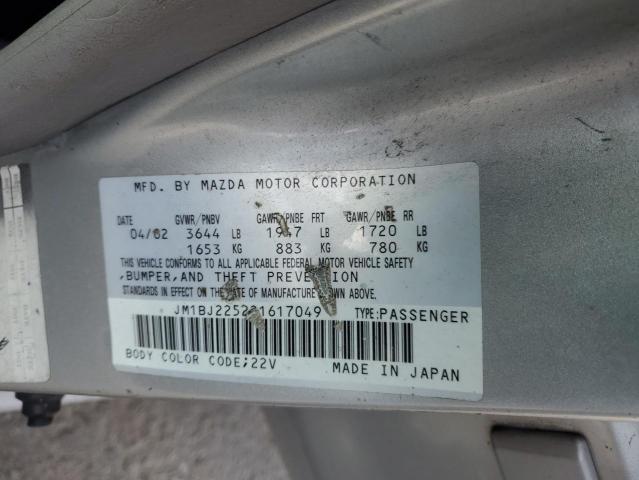 MFD. BY MAZDA MOTOR CORPORATION
DATE GVWR/PNBV GAWR/PNBE FRT GAWR/PNBE RR
04/02 3644 LB 1947 LB 1720 LB
1653 KG 883 KG 780 KG
THIS VEHICLE CONFORMS TO ALL APPLICABLE FEDERAL MOTOR VEHICLE SAFETY
,BUMPER,AND THEFT PREVENTION
STANDARDS IN EFFECT ON THE DATE OF MANUFACTURE SHOWN ABOVE.
TYPE:PASSENGER
BODY COLOR CODE;22V MADE IN JAPAN